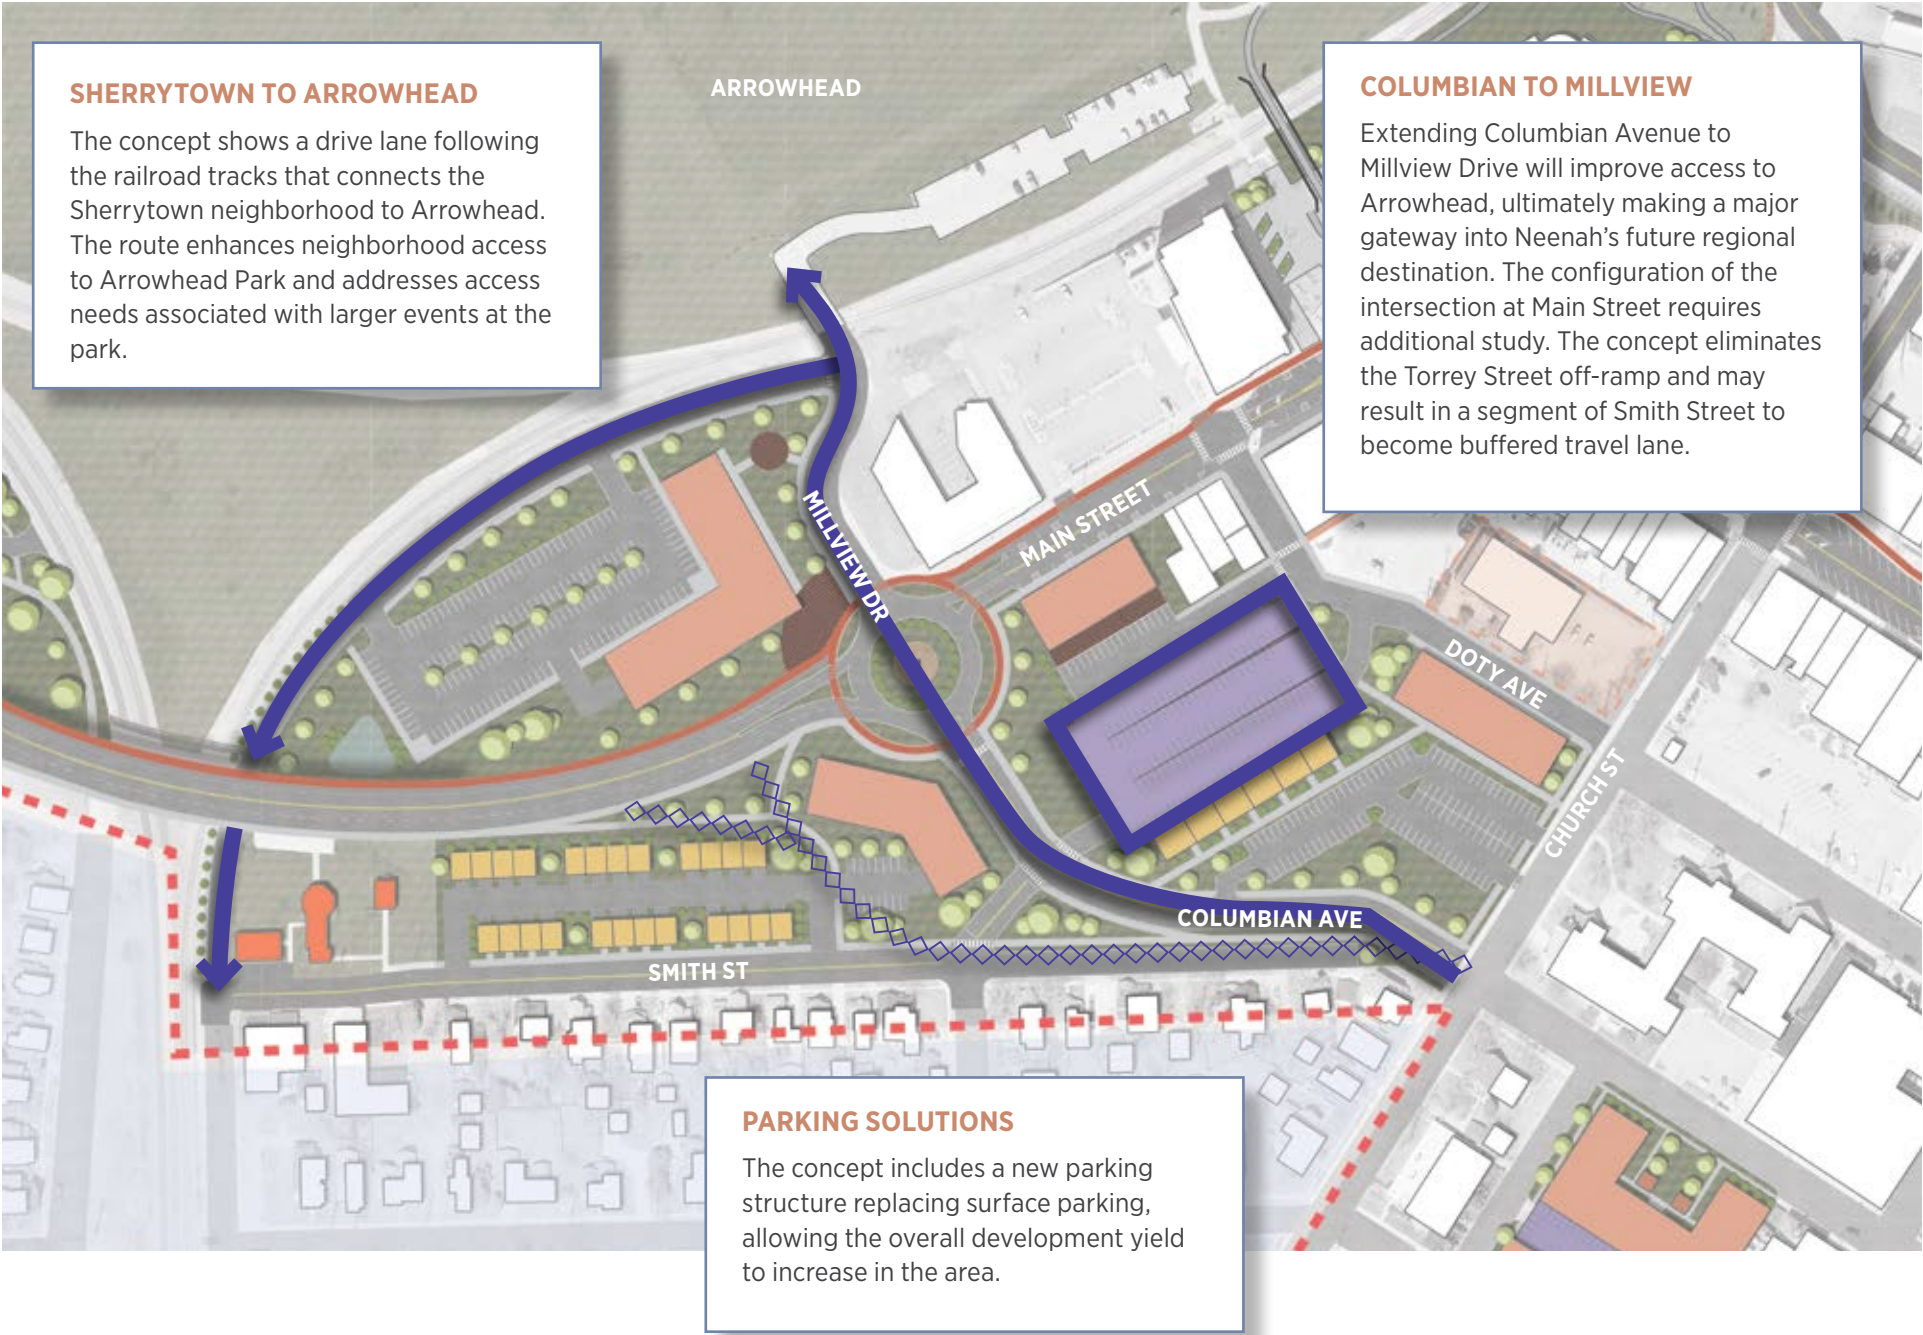 SHERRYTOWN TO ARROWHEAD
The concept shows a drive lane following
the railroad tracks that connects the
Sherrytown neighborhood to Arrowhead.
The route enhances neighborhood access
to Arrowhead Park and addresses access
needs associated with larger events at the
park.
ARROWHEAD
COLUMBIAN TO MILLVIEW
Extending Columbian Avenue to
Millview Drive will improve access to
Arrowhead, ultimately making a major
gateway into Neenah’s future regional
destination. The configuration of the
intersection at Main Street requires
additional study. The concept eliminates
the Torrey Street off-ramp and may
result in a segment of Smith Street to
become buffered travel lane.
MAIN STREET
MILLVIEW DR
DOTY AVE
CHURCH ST
COLUMBIAN AVE
SMITH ST
PARKING SOLUTIONS
The concept includes a new parking
structure replacing surface parking,
allowing the overall development yield
to increase in the area.